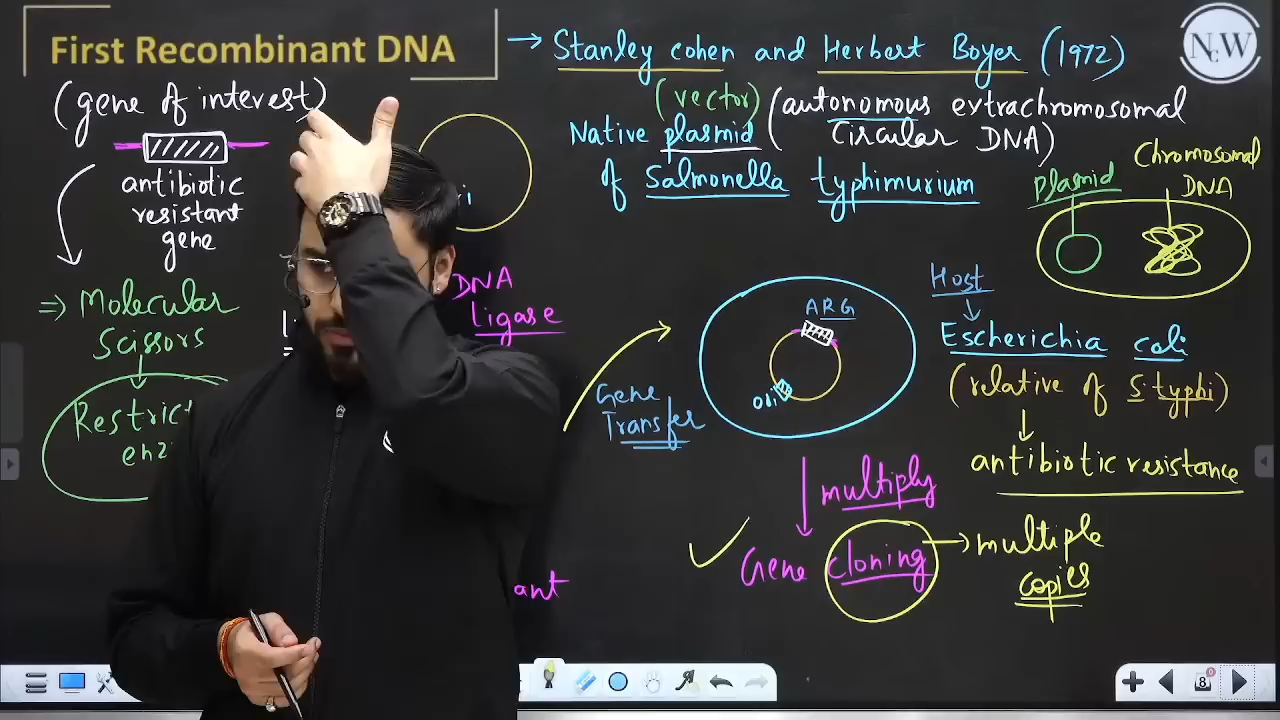 First Recombinant DNA
→ Stanley cohen and Herbert Boyer (1972)
NCW
(gene of interest)
antibiotic
resistant
gene
⇒ Molecular
Scissors
DNA
ligase
(vector) (autonomous extrachromosomal
Native plasmid Circular DNA)
of Salmonella typhimurium
Plasmid
Chromosomal
DNA
Gene
Transfer
ARG
Ori
Host
Escherichia coli
(relative of S. typhi)
antibiotic resistance
multiply
Gene cloning → multiple
copies
8